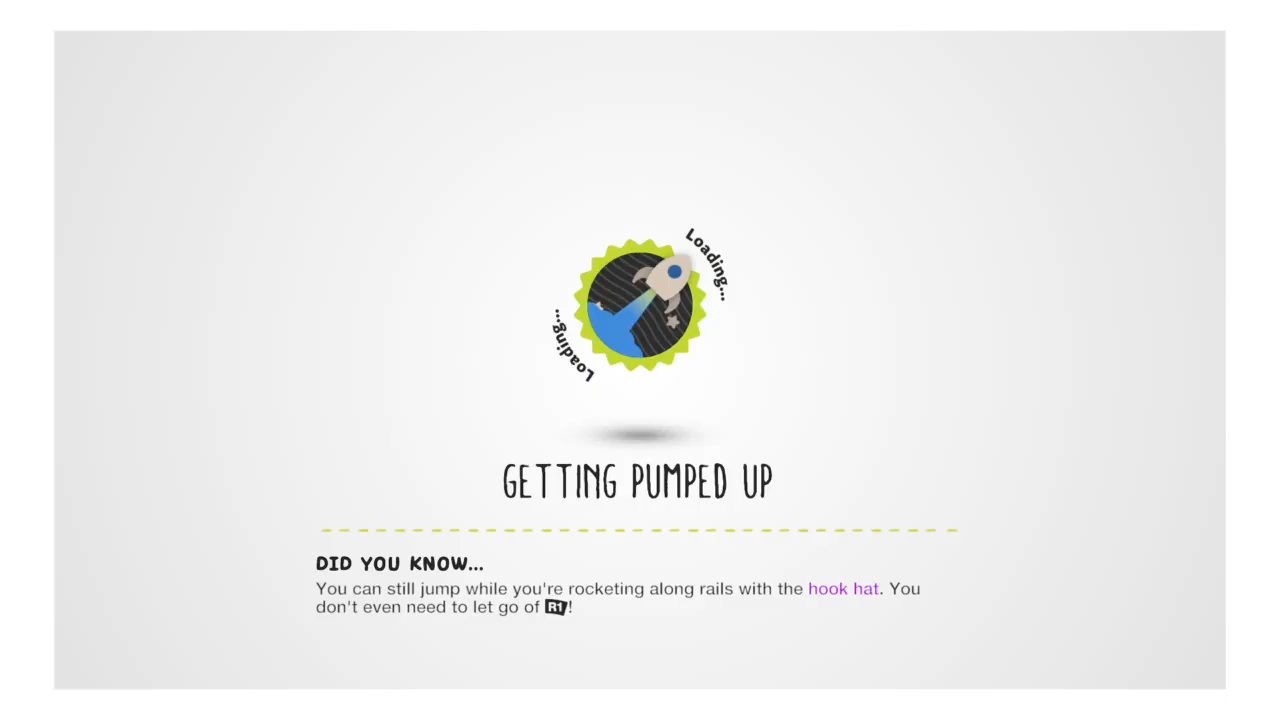 Loading...
Loading...
GETTING PUMPED UP
DID YOU KNOW...
You can still jump while you're rocketing along rails with the hook hat. You
don't even need to let go of R1!